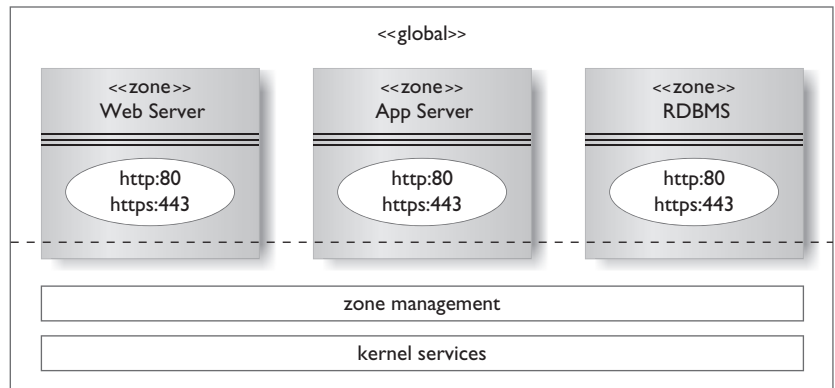 <<global>>
<<zone>>
Web Server
http:80
https:443
<<zone>>
App Server
http:80
https:443
<<zone>>
RDBMS
http:80
https:443
zone management
kernel services